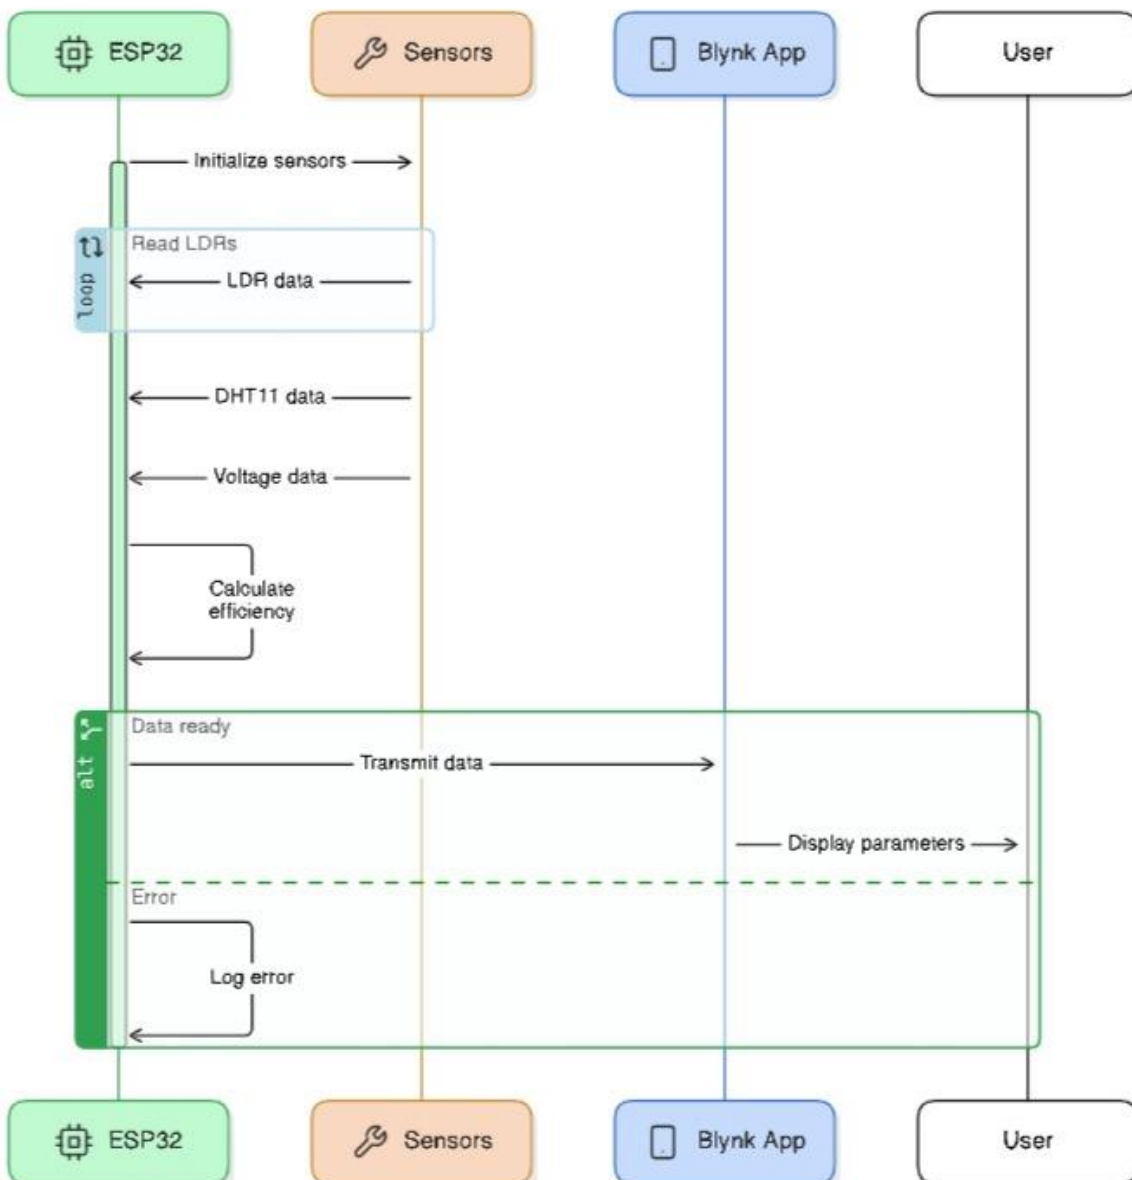 ESP32
Sensors
Blynk App
User
Initialize sensors
loop
Read LDRs
LDR data
DHT11 data
Voltage data
Calculate
efficiency
alt
Data ready
Transmit data
Display parameters
Error
Log error
ESP32
Sensors
Blynk App
User